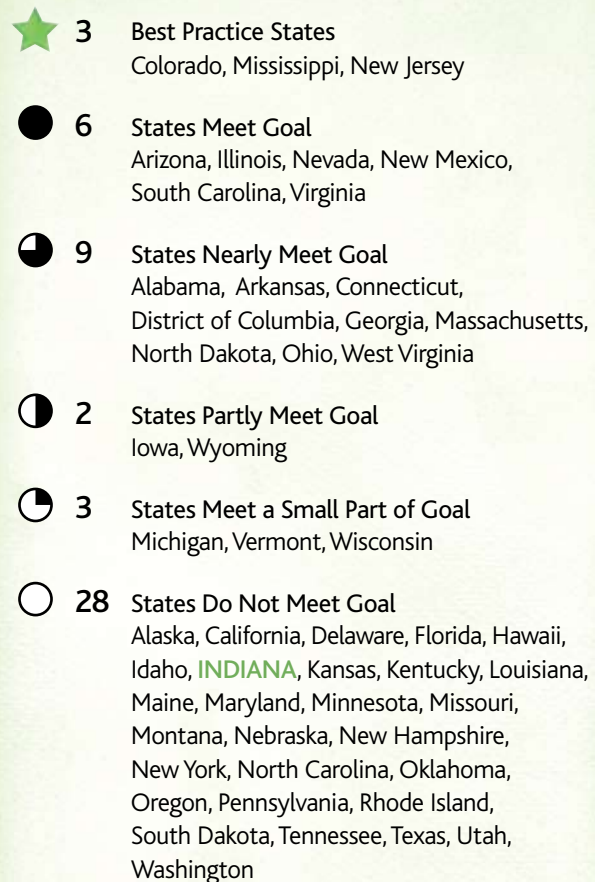 3 Best Practice States
Colorado, Mississippi, New Jersey
6 States Meet Goal
Arizona, Illinois, Nevada, New Mexico,
South Carolina, Virginia
9 States Nearly Meet Goal
Alabama, Arkansas, Connecticut,
District of Columbia, Georgia, Massachusetts,
North Dakota, Ohio, West Virginia
2 States Partly Meet Goal
Iowa, Wyoming
3 States Meet a Small Part of Goal
Michigan, Vermont, Wisconsin
28 States Do Not Meet Goal
Alaska, California, Delaware, Florida, Hawaii,
Idaho, INDIANA, Kansas, Kentucky, Louisiana,
Maine, Maryland, Minnesota, Missouri,
Montana, Nebraska, New Hampshire,
New York, North Carolina, Oklahoma,
Oregon, Pennsylvania, Rhode Island,
South Dakota, Tennessee, Texas, Utah,
Washington